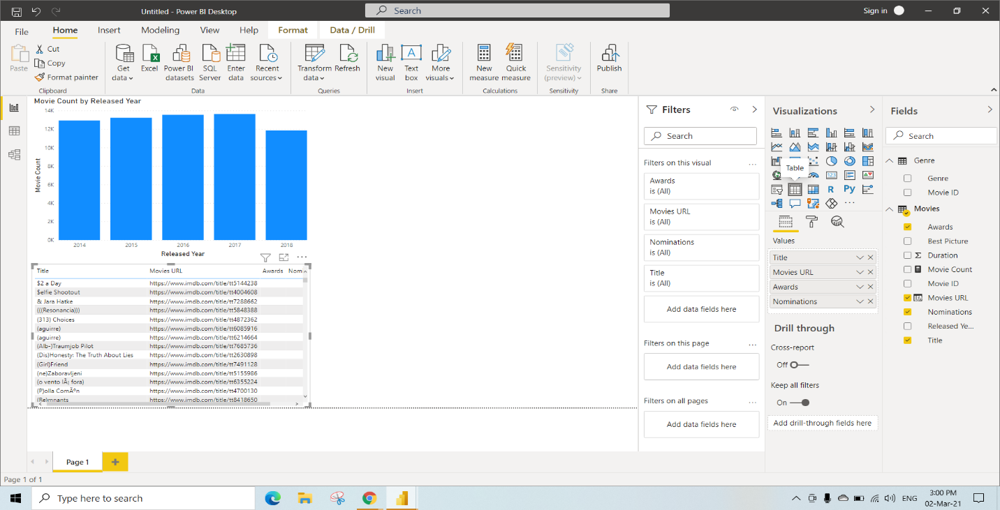 Untitled - Power BI Desktop
Search
Sign in
File
Home
Insert
Modeling
View
Help
Format
Data / Drill
Paste
Cut
Copy
Format painter
Clipboard
Get data
Excel
Power BI datasets
SQL Server
Enter data
Recent sources
Data
Transform data
Refresh
Queries
New visual
Text box
More visuals
Insert
New measure
Quick measure
Calculations
Sensitivity (preview)
Sensitivity
Publish
Share
Movie Count by Released Year
14K
12K
10K
8K
6K
4K
2K
0K
Movie Count
2014 2015 2016 2017 2018
Released Year
Title Movies URL Awards Nom
$2 a Day https://www.imdb.com/title/tt5144238
$elfie Shootout https://www.imdb.com/title/tt4004608
& Jara Hatke https://www.imdb.com/title/tt7288662
(((Resonancia))) https://www.imdb.com/title/tt5848388
(313) Choices https://www.imdb.com/title/tt4872362
(aguirre) https://www.imdb.com/title/tt6085916
(aguirre) https://www.imdb.com/title/tt6214664
(Alb-)Traumjob Pilot https://www.imdb.com/title/tt7685736
(Dis)Honesty: The Truth About Lies https://www.imdb.com/title/tt2630898
(Girl)Friend https://www.imdb.com/title/tt7491128
(ne)Zaboravljeni https://www.imdb.com/title/tt5155986
(o vento lÃ¡ fora) https://www.imdb.com/title/tt6355224
(P)olla ComÃºn https://www.imdb.com/title/tt4700130
(Re)mnants https://www.imdb.com/title/tt8418650
Filters
Search
Filters on this visual
Awards
is (All)
Movies URL
is (All)
Nominations
is (All)
Title
is (All)
Add data fields here
Filters on this page
Add data fields here
Filters on all pages
Add data fields here
Visualizations
Table
123
R
Py
Values
Title
Movies URL
Awards
Nominations
Drill through
Cross-report
Off
Keep all filters
On
Add drill-through fields here
Fields
Search
Genre
Genre
Movie ID
Movies
Awards
Best Picture
Σ Duration
Movie Count
Movie ID
Movies URL
Nominations
Released Ye...
Title
Page 1
Page 1 of 1
Type here to search
ENG
3:00 PM
02-Mar-21